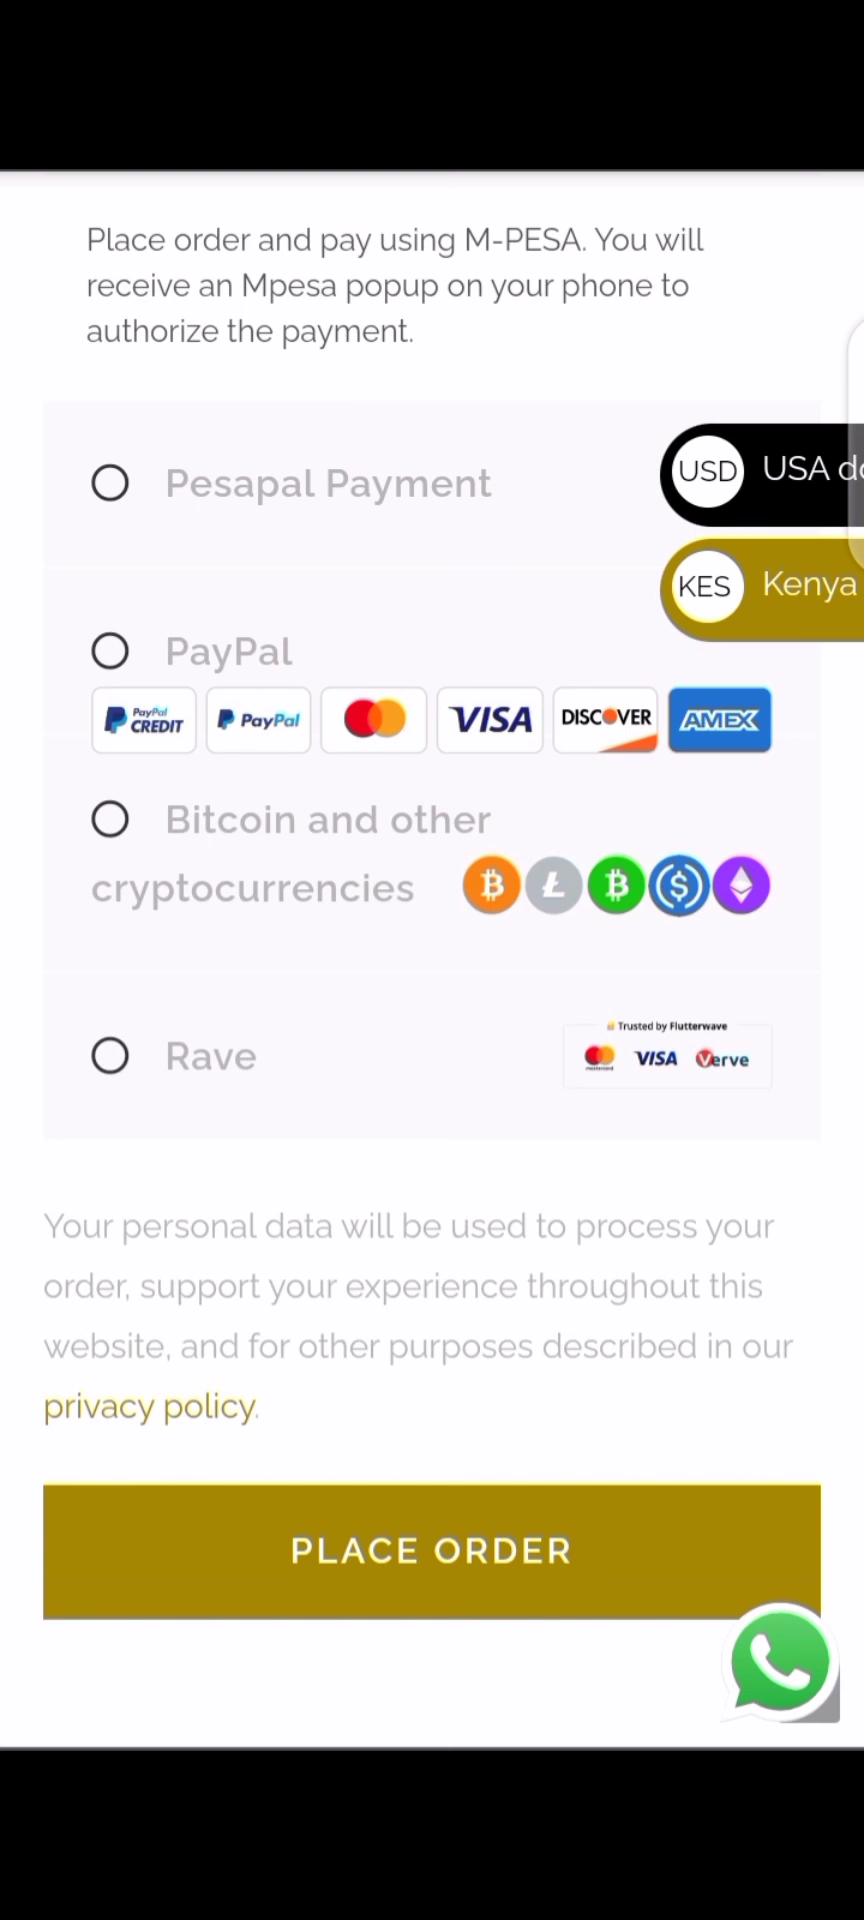 Place order and pay using M-PESA. You will
receive an Mpesa popup on your phone to
authorize the payment.
Pesapal Payment
USD USA do
KES Kenya
PayPal
PayPal CREDIT PayPal VISA DISCOVER AMEX
Bitcoin and other
cryptocurrencies
Trusted by Flutterwave
Rave
mastercard VISA Verve
Your personal data will be used to process your
order, support your experience throughout this
website, and for other purposes described in our
privacy policy.
PLACE ORDER